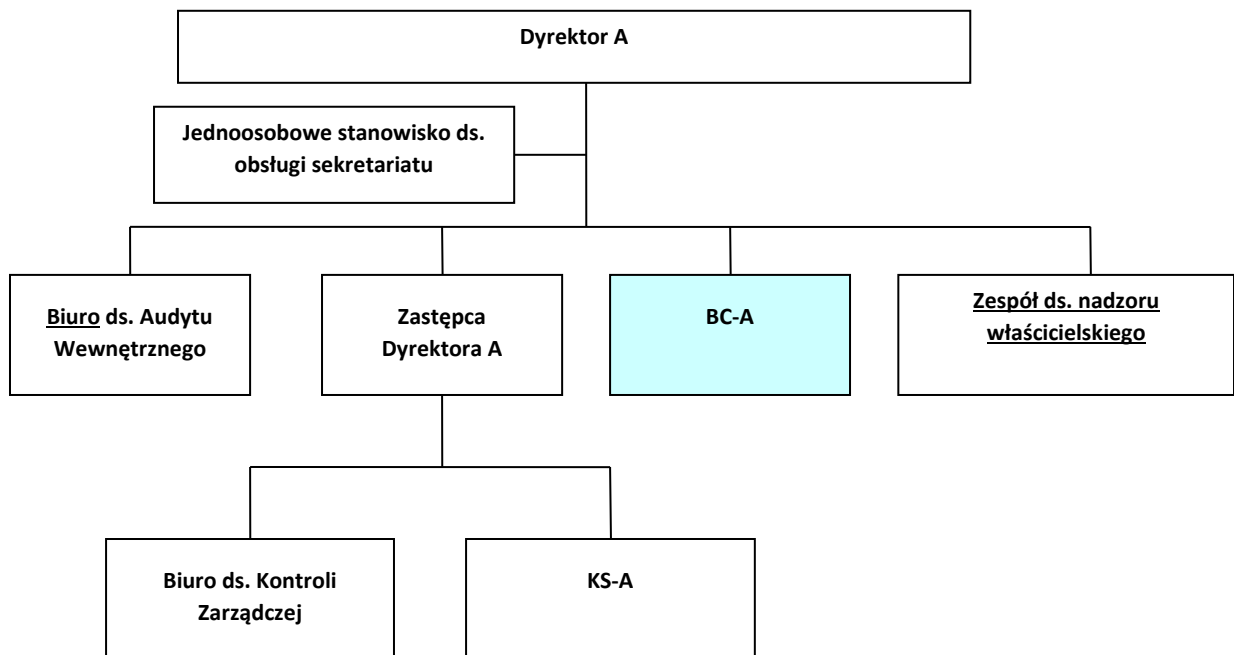 Dyrektor A
Jednoosobowe stanowisko ds.
obsługi sekretariatu
Biuro ds. Audytu
Wewnętrznego
Zastępca
Dyrektora A
BC-A
Zespół ds. nadzoru
właścicielskiego
Biuro ds. Kontroli
Zarządczej
KS-A